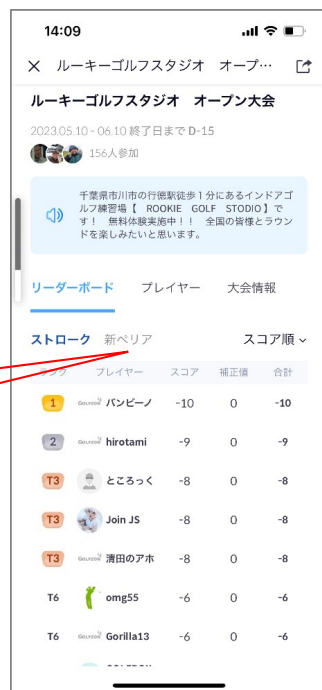 14:09
× ルーキーゴルフスタジオ オープ…
ルーキーゴルフスタジオ オープン大会
2023.05.10 - 06.10 終了日まで D-15
156人参加
千葉県市川市の行徳駅徒歩1分にあるインドアゴ
ルフ練習場【 ROOKIE GOLF STODIO 】で
す! 無料体験実施中!! 全国の皆様とラウン
ドを楽しみたいと思います。
リーダーボード プレイヤー 大会情報
ストローク 新ペリア スコア順
ランク プレイヤー スコア 補正値 合計
1 GOLFZON バンビーノ -10 0 -10
2 GOLFZON hirotami -9 0 -9
T3 ところっく -8 0 -8
T3 Join JS -8 0 -8
T3 GOLFZON 清田のアホ -8 0 -8
T6 omg55 -6 0 -6
T6 GOLFZON Gorilla13 -6 0 -6